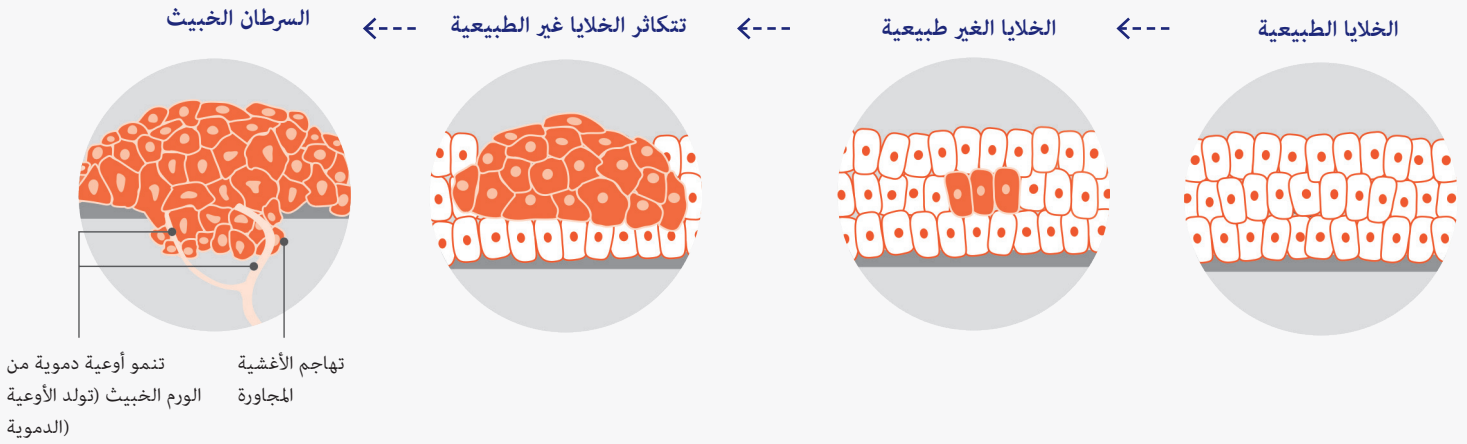 الخلايا الطبيعية
الخلايا الغير طبيعية
تتكاثر الخلايا غير الطبيعية
السرطان الخبيث
تهاجم الأغشية
المجاورة
تنمو أوعية دموية من
الورم الخبيث (تولد الأوعية
الدموية)